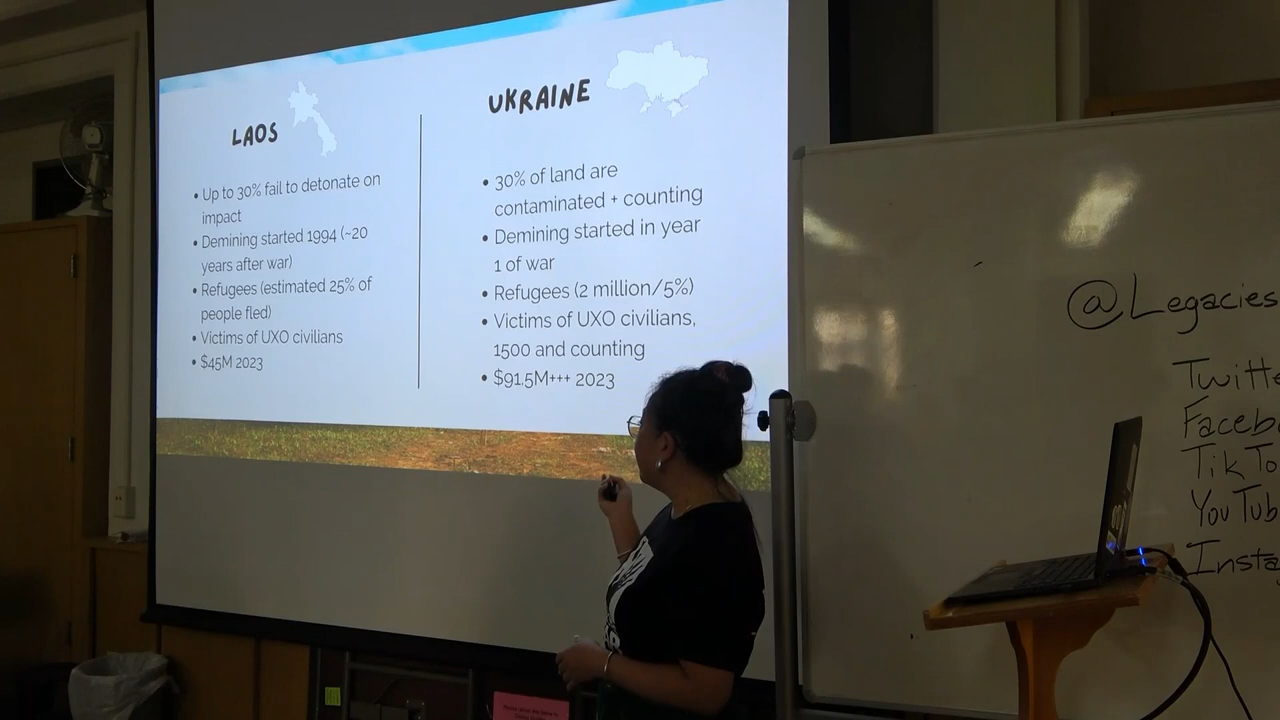 LAOS
• Up to 30% fail to detonate on
impact
• Demining started 1994 (~20
years after war)
• Refugees (estimated 25% of
people fled)
• Victims of UXO civilians
• $45M 2023
UKRAINE
• 30% of land are
contaminated + counting
• Demining started in year
1 of war
• Refugees (2 million/5%)
• Victims of UXO civilians,
1500 and counting
• $91.5M+++ 2023
@Legacies
Twitte
Faceb
TikTo
YouTub
Insta